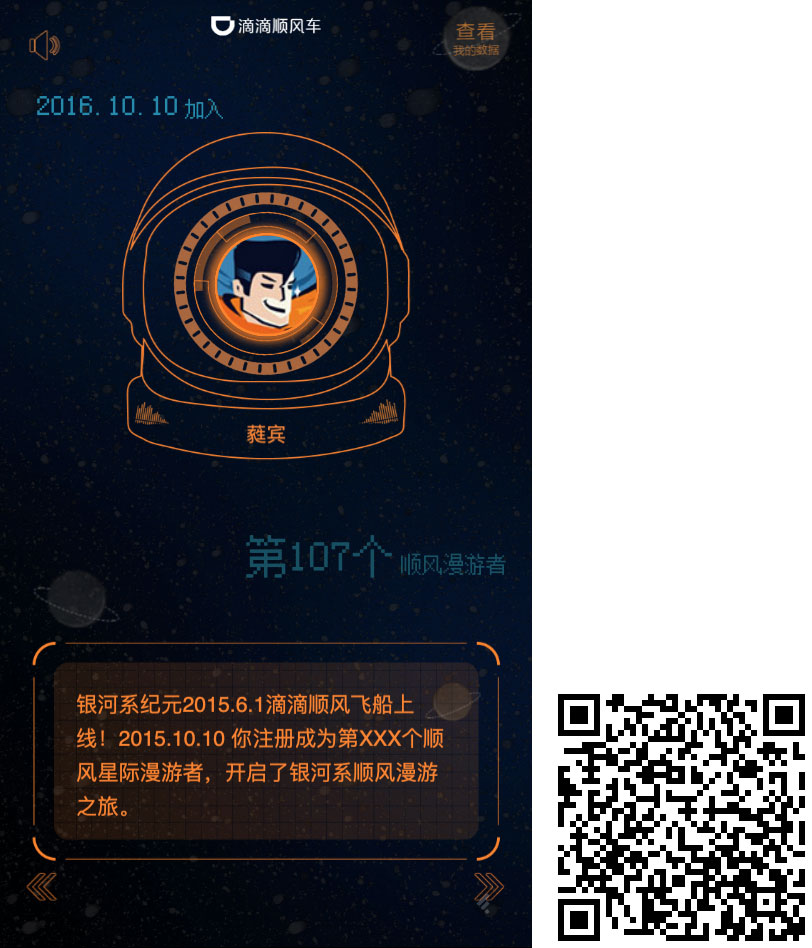 滴滴顺风车
查看
我的数据
2016.10.10 加入
蕤宾
第107个 顺风漫游者
银河系纪元2015.6.1滴滴顺风飞船上
线！2015.10.10 你注册成为第XXX个顺
风星际漫游者，开启了银河系顺风漫游
之旅。